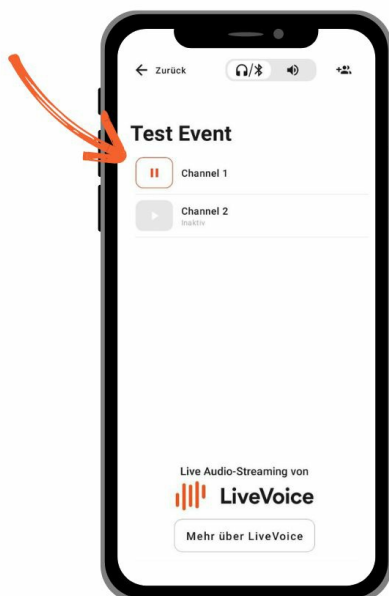 Zurück
Test Event
Channel 1
Channel 2
Inaktiv
Live Audio-Streaming von
LiveVoice
Mehr über LiveVoice